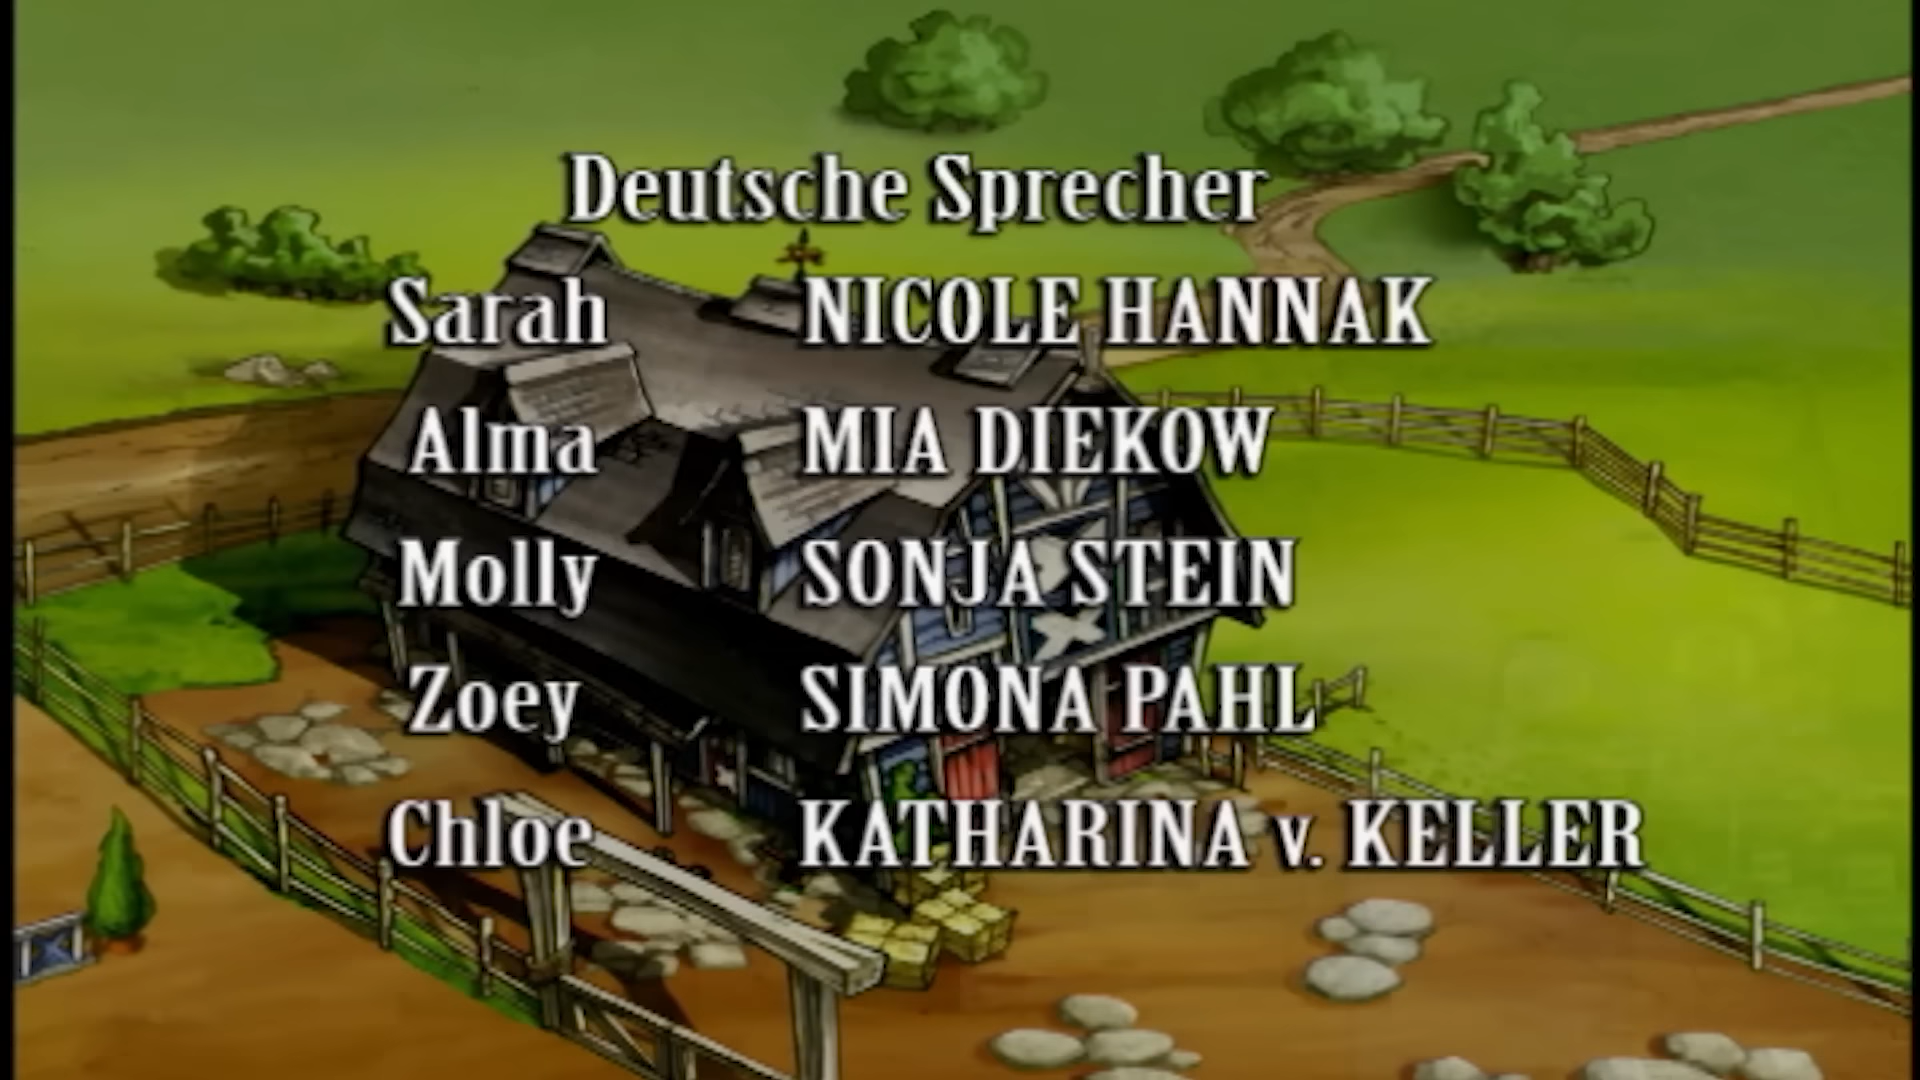 Deutsche Sprecher
Sarah NICOLE HANNAK
Alma MIA DIEKOW
Molly SONJA STEIN
Zoey SIMONA PAHL
Chloe KATHARINA v. KELLER